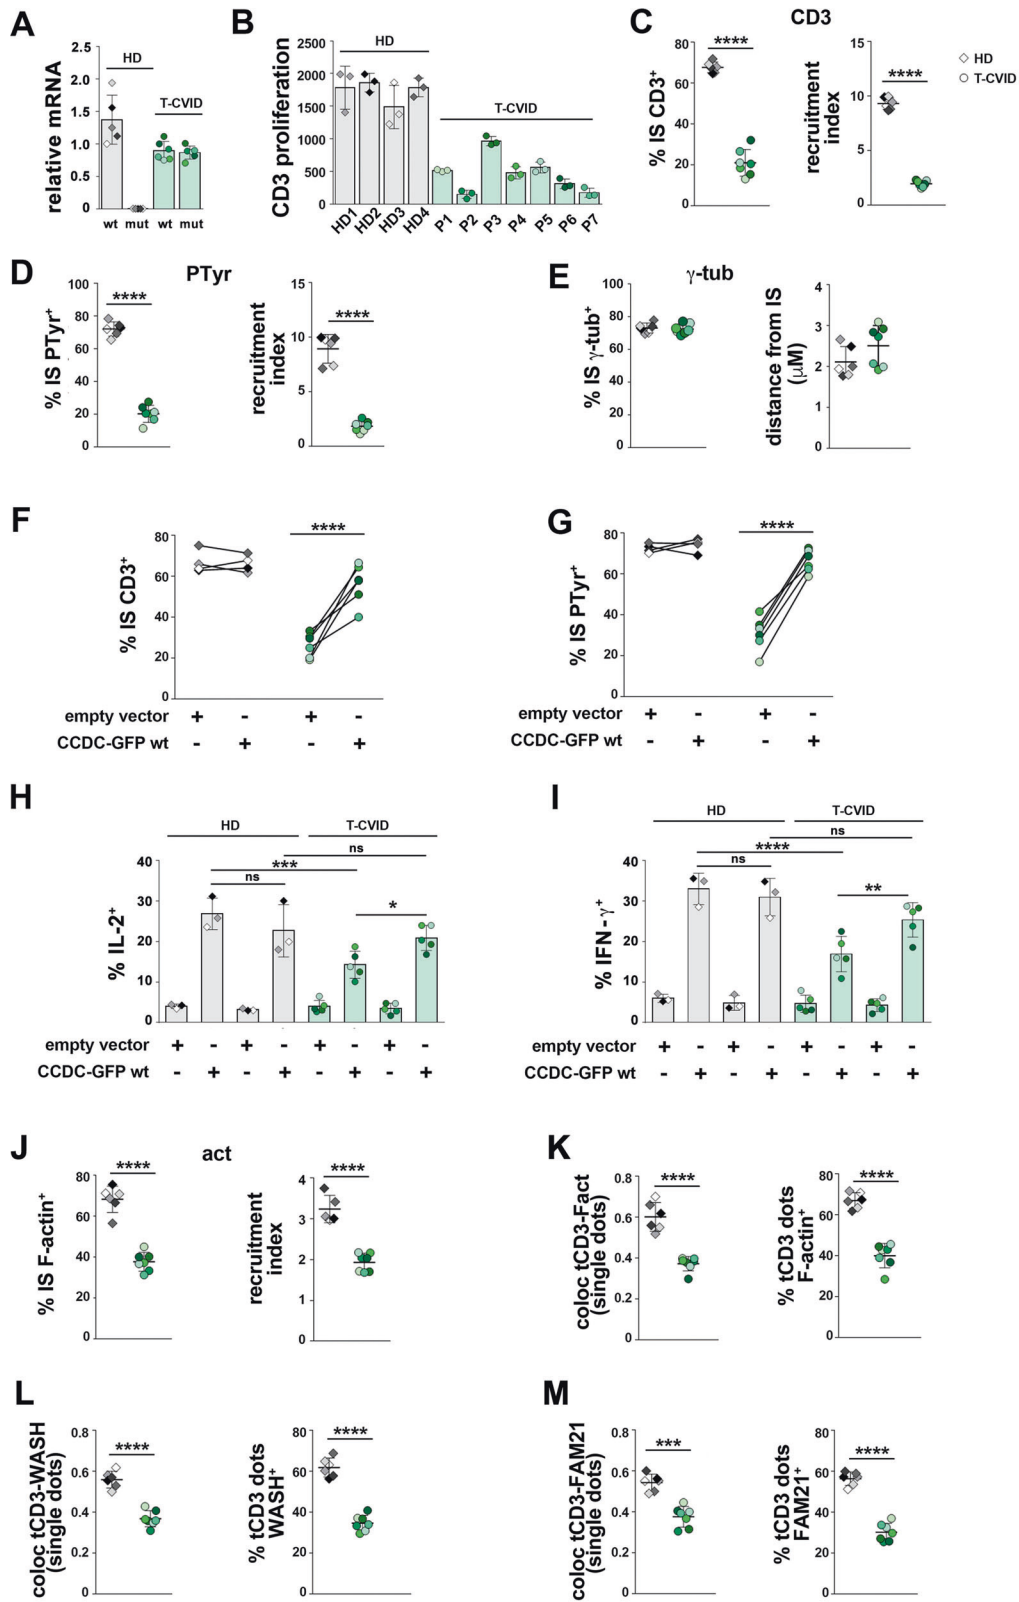 A
HD
T-CVID
relative mRNA
2.5
2.0
1.5
1.0
0.5
0
wt mut wt mut
B
HD
T-CVID
CD3 proliferation
2500
2000
1500
1000
500
0
HD1 HD2 HD3 HD4 P1 P2 P3 P4 P5 P6 P7
C
CD3
% IS CD3+
80
60
40
20
0
****
recruitment
index
15
10
5
0
****
HD
T-CVID
D
PTyr
% IS PTyr+
100
80
60
40
20
0
****
recruitment
index
15
10
5
0
****
E
γ-tub
% IS γ-tub+
100
80
60
40
20
0
distance from IS
(μM)
4
3
2
1
0
F
% IS CD3+
80
60
40
20
0
****
empty vector + - + -
CCDC-GFP wt - + - +
G
% IS PTyr+
80
60
40
20
0
****
empty vector + - + -
CCDC-GFP wt - + - +
H
HD T-CVID
ns
***
ns
*
% IL-2+
40
30
20
10
0
empty vector + - + - + - + -
CCDC-GFP wt - + - + - + - +
I
HD T-CVID
ns
****
ns
**
% IFN-γ+
40
30
20
10
0
empty vector + - + - + - + -
CCDC-GFP wt - + - + - + - +
J
act
% IS F-actin+
80
60
40
20
0
****
recruitment
index
4
3
2
1
0
****
K
coloc tCD3-Fact
(single dots)
0.8
0.6
0.4
0.2
0
****
% tCD3 dots
F-actin+
80
60
40
20
0
****
L
coloc tCD3-WASH
(single dots)
0.8
0.6
0.4
0.2
0
****
% tCD3 dots
WASH+
80
60
40
20
0
****
M
coloc tCD3-FAM21
(single dots)
0.8
0.6
0.4
0.2
0
***
% tCD3 dots
FAM21+
80
60
40
20
0
****